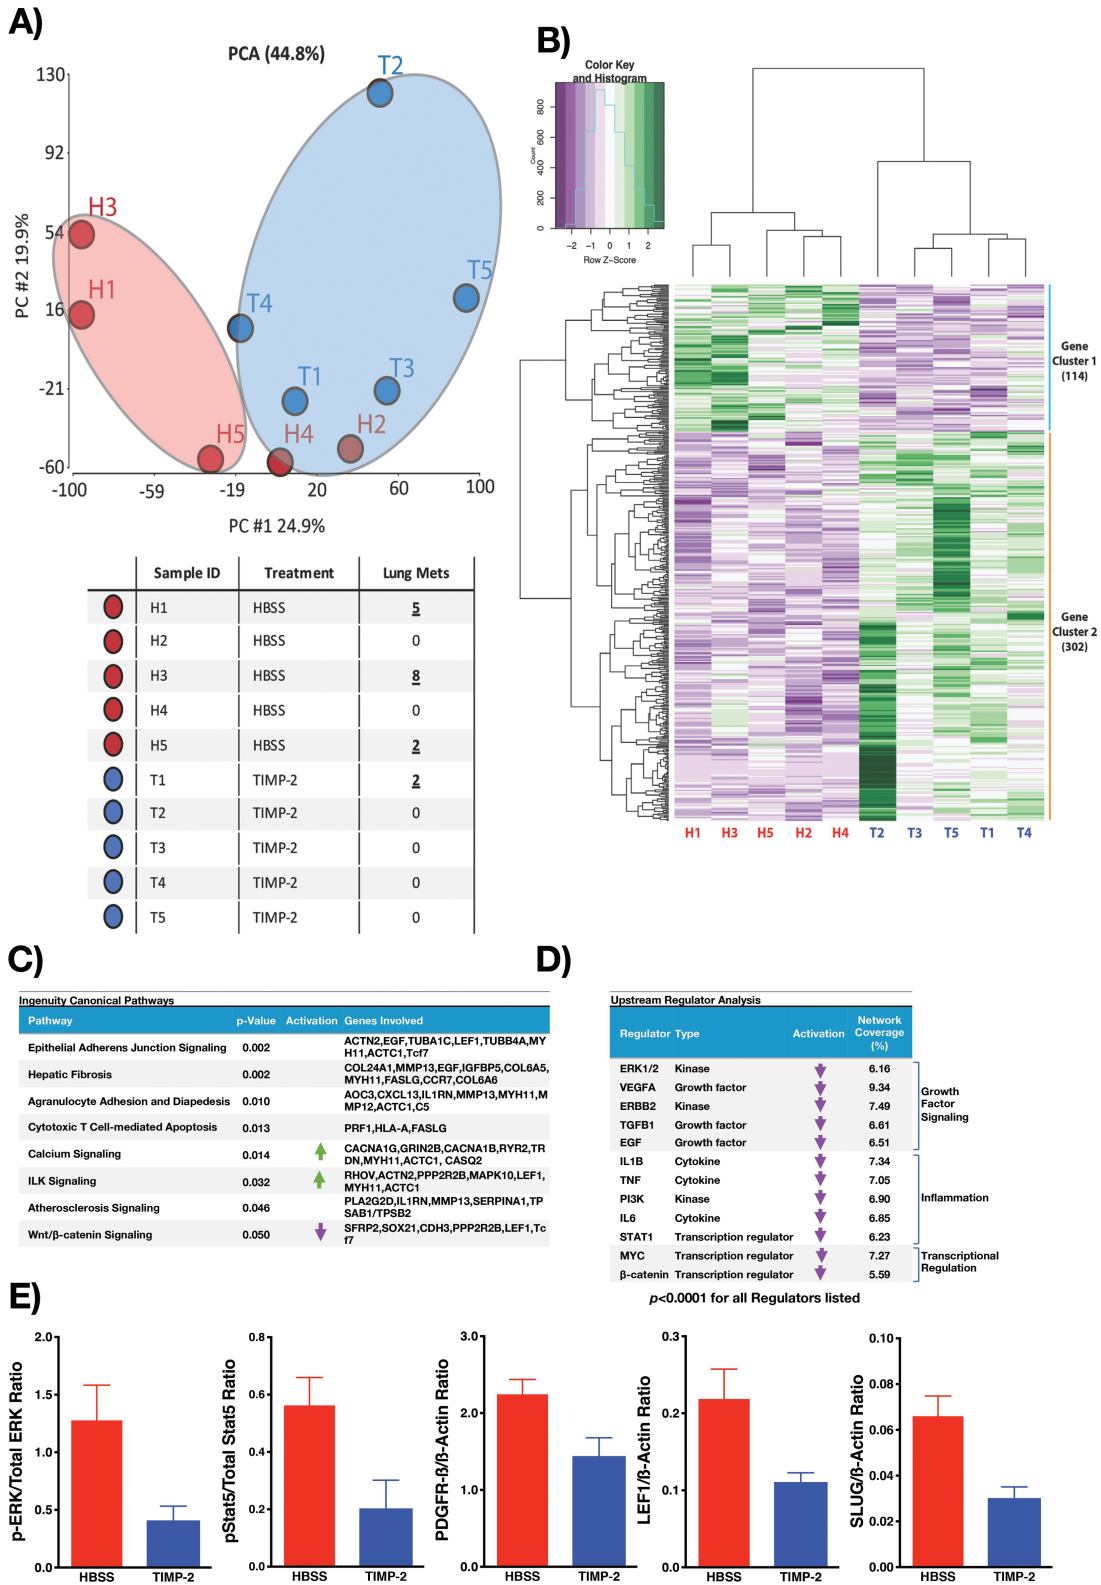 A)
PCA (44.8%)
130
92
54
16
-21
-60
PC #2 19.9%
-100 -59 -19 20 60 100
PC #1 24.9%
T2
H3
H1
T4
T5
T1
T3
H5
H4
H2
Sample ID Treatment Lung Mets
H1 HBSS 5
H2 HBSS 0
H3 HBSS 8
H4 HBSS 0
H5 HBSS 2
T1 TIMP-2 2
T2 TIMP-2 0
T3 TIMP-2 0
T4 TIMP-2 0
T5 TIMP-2 0
B)
Color Key
and Histogram
800
600
400
200
0
Count
−2 −1 0 1 2
Row Z−Score
Gene
Cluster 1
(114)
Gene
Cluster 2
(302)
H1 H3 H5 H2 H4 T2 T3 T5 T1 T4
C)
Ingenuity Canonical Pathways
Pathway p-Value Activation Genes Involved
Epithelial Adherens Junction Signaling 0.002 ACTN2,EGF,TUBA1C,LEF1,TUBB4A,MY
H11,ACTC1,Tcf7
Hepatic Fibrosis 0.002 COL24A1,MMP13,EGF,IGFBP5,COL6A5,
MYH11,FASLG,CCR7,COL6A6
Agranulocyte Adhesion and Diapedesis 0.010 AOC3,CXCL13,IL1RN,MMP13,MYH11,M
MP12,ACTC1,C5
Cytotoxic T Cell-mediated Apoptosis 0.013 PRF1,HLA-A,FASLG
Calcium Signaling 0.014 CACNA1G,GRIN2B,CACNA1B,RYR2,TR
DN,MYH11,ACTC1, CASQ2
ILK Signaling 0.032 RHOV,ACTN2,PPP2R2B,MAPK10,LEF1,
MYH11,ACTC1
Atherosclerosis Signaling 0.046 PLA2G2D,IL1RN,MMP13,SERPINA1,TP
SAB1/TPSB2
Wnt/β-catenin Signaling 0.050 SFRP2,SOX21,CDH3,PPP2R2B,LEF1,Tc
f7
D)
Upstream Regulator Analysis
Regulator Type Activation Network
Coverage
(%)
ERK1/2 Kinase 6.16
VEGFA Growth factor 9.34
ERBB2 Kinase 7.49
TGFB1 Growth factor 6.61
EGF Growth factor 6.51
Growth
Factor
Signaling
IL1B Cytokine 7.34
TNF Cytokine 7.05
PI3K Kinase 6.90
IL6 Cytokine 6.85
STAT1 Transcription regulator 6.23
Inflammation
MYC Transcription regulator 7.27
β-catenin Transcription regulator 5.59
Transcriptional
Regulation
p<0.0001 for all Regulators listed
E)
p-ERK/Total ERK Ratio
2.0
1.5
1.0
0.5
0.0
HBSS TIMP-2
pStat5/Total Stat5 Ratio
0.8
0.6
0.4
0.2
0.0
HBSS TIMP-2
PDGFR-ß/ß-Actin Ratio
3.0
2.0
1.0
0.0
HBSS TIMP-2
LEF1/ß-Actin Ratio
0.3
0.2
0.1
0.0
HBSS TIMP-2
SLUG/ß-Actin Ratio
0.10
0.08
0.06
0.04
0.02
0.00
HBSS TIMP-2